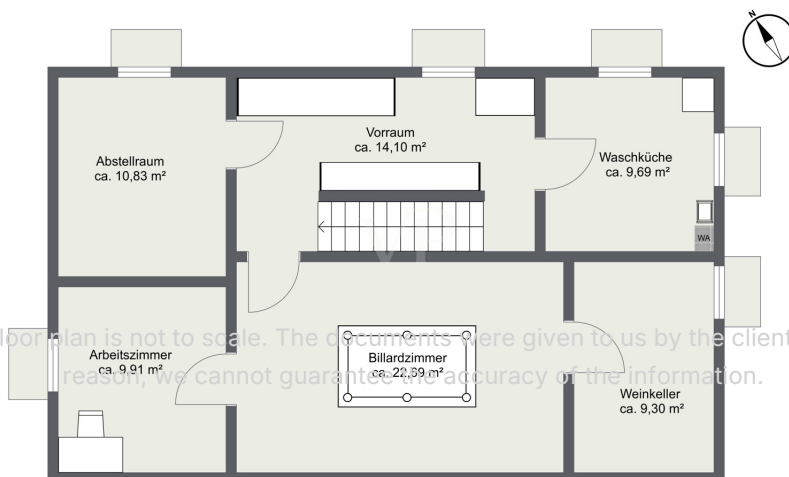 N
Vorraum
ca. 14,10 m²
Abstellraum
ca. 10,83 m²
Waschküche
ca. 9,69 m²
WA
loor plan is not to scale. The documents were given to us by the client
reason, we cannot guarantee the accuracy of the information.
Arbeitszimmer
ca. 9,91 m²
Billardzimmer
ca. 22,69 m²
Weinkeller
ca. 9,30 m²